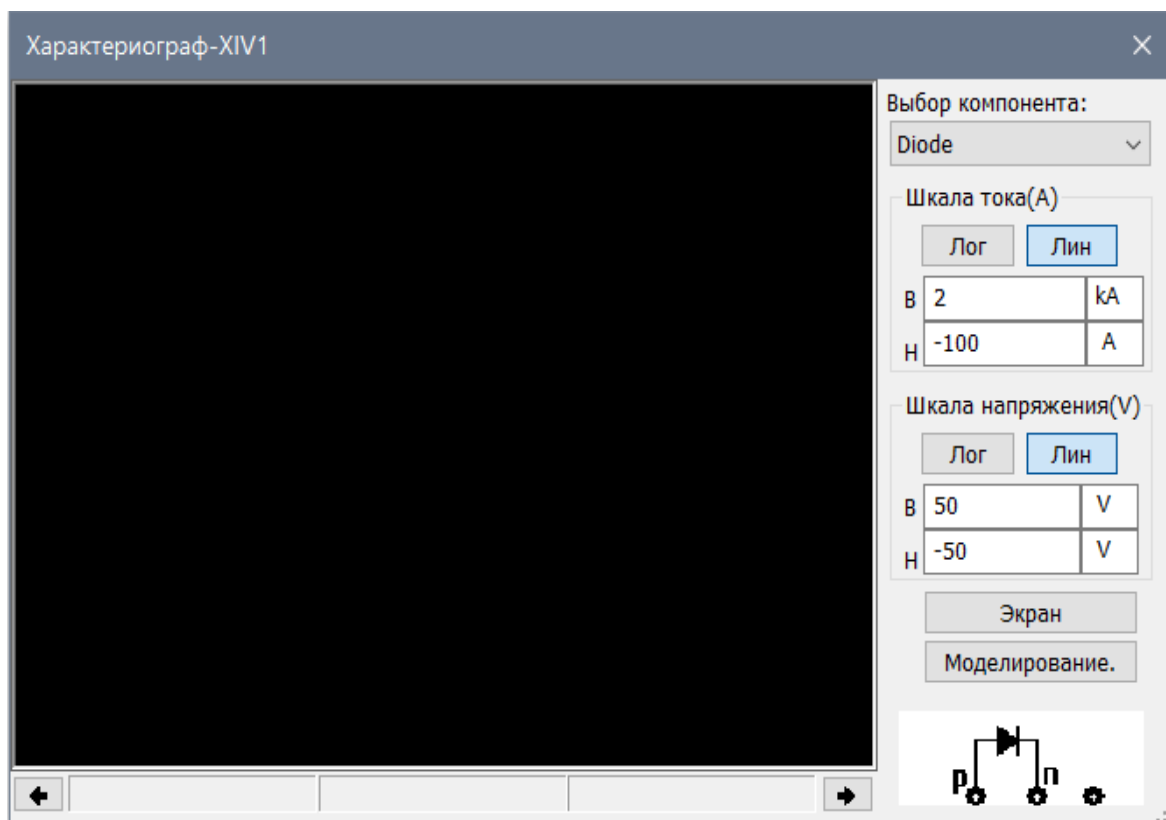 Характериограф-XIV1
Выбор компонента:
Diode
Шкала тока(А)
Лог Лин
В 2 kA
Н -100 A
Шкала напряжения(V)
Лог Лин
В 50 V
Н -50 V
Экран
Моделирование.
p n